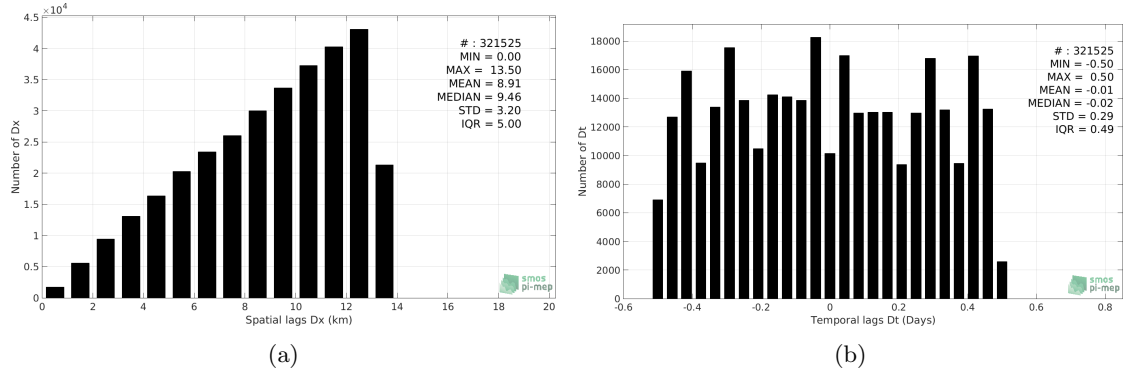 ×10⁴
4.5
4
3.5
3
2.5
2
1.5
1
0.5
0
Number of Dx
# : 321525
MIN = 0.00
MAX = 13.50
MEAN = 8.91
MEDIAN = 9.46
STD = 3.20
IQR = 5.00
smos
pi-mep
0 2 4 6 8 10 12 14 16 18 20
Spatial lags Dx (km)
(a)
18000
16000
14000
12000
10000
8000
6000
4000
2000
0
Number of Dt
# : 321525
MIN = -0.50
MAX = 0.50
MEAN = -0.01
MEDIAN = -0.02
STD = 0.29
IQR = 0.49
smos
pi-mep
-0.6 -0.4 -0.2 0 0.2 0.4 0.6 0.8
Temporal lags Dt (Days)
(b)